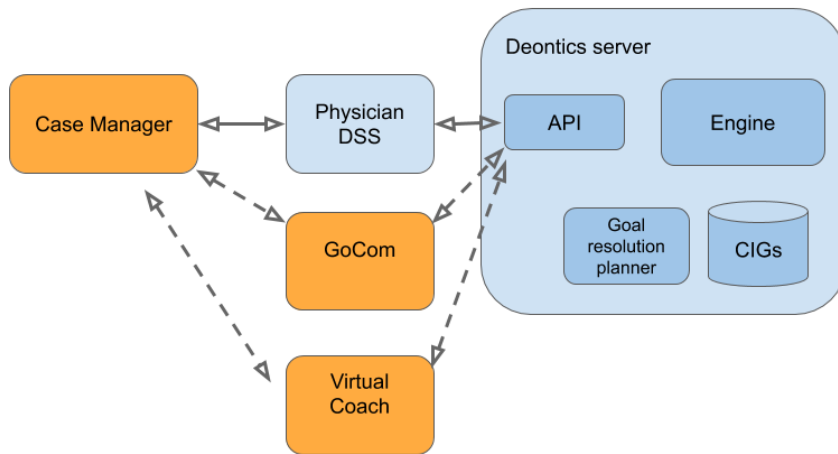 Deontics server
Case Manager
Physician
DSS
API
Engine
GoCom
Goal
resolution
planner
CIGs
Virtual
Coach